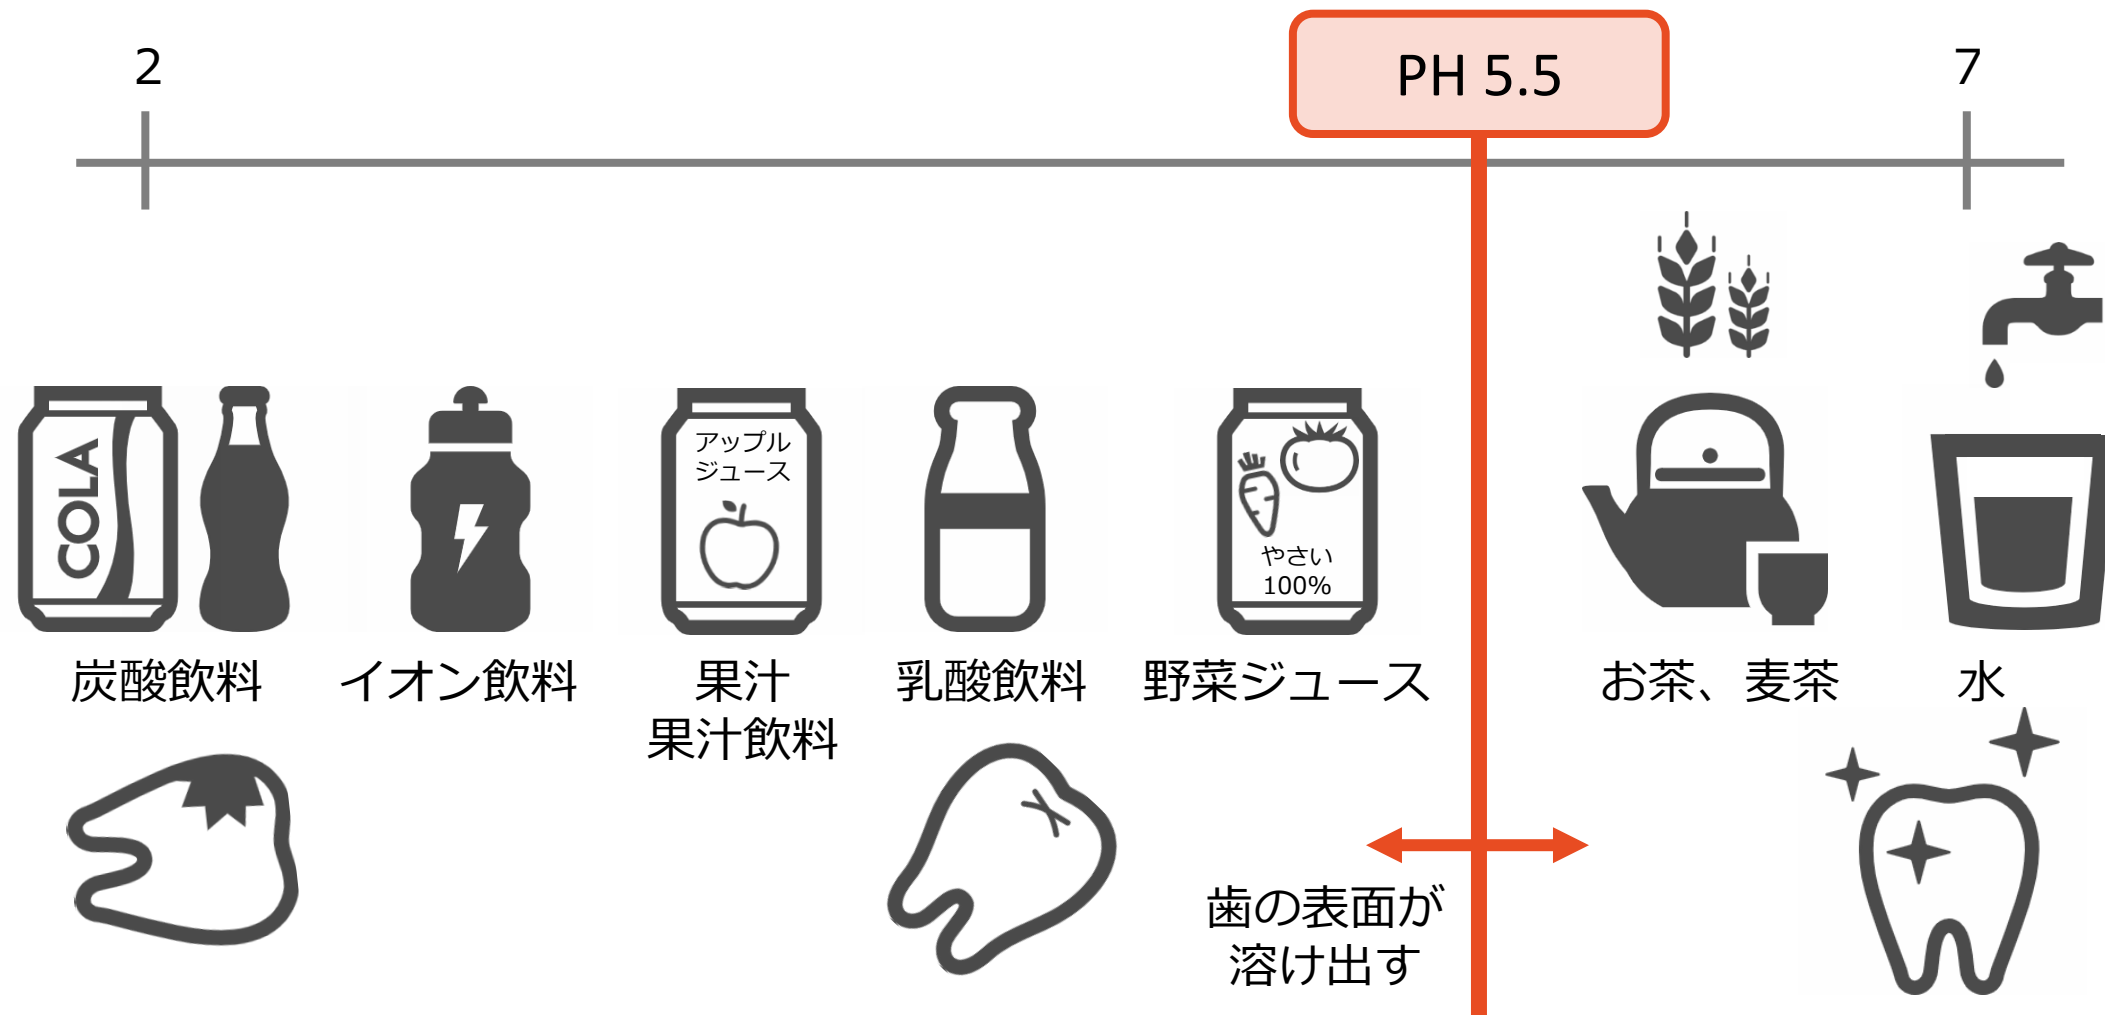 2
PH 5.5
7
COLA
アップル
ジュース
やさい
100%
炭酸飲料
イオン飲料
果汁
果汁飲料
乳酸飲料
野菜ジュース
お茶、麦茶
水
歯の表面が
溶け出す